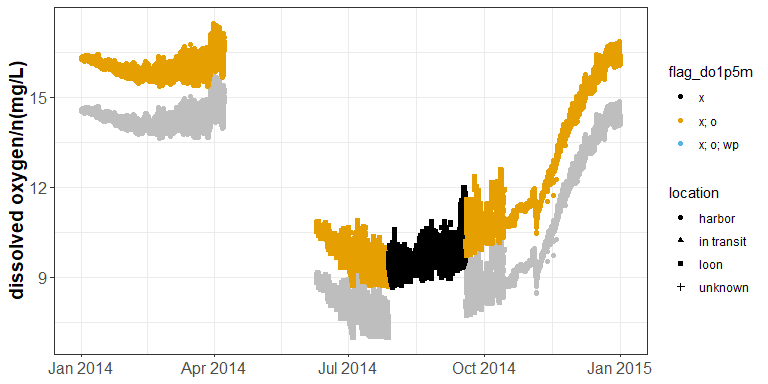 dissolved oxygen/n(mg/L)
15
12
9
Jan 2014
Apr 2014
Jul 2014
Oct 2014
Jan 2015
flag_do1p5m
x
x; o
x; o; wp
location
harbor
in transit
loon
unknown